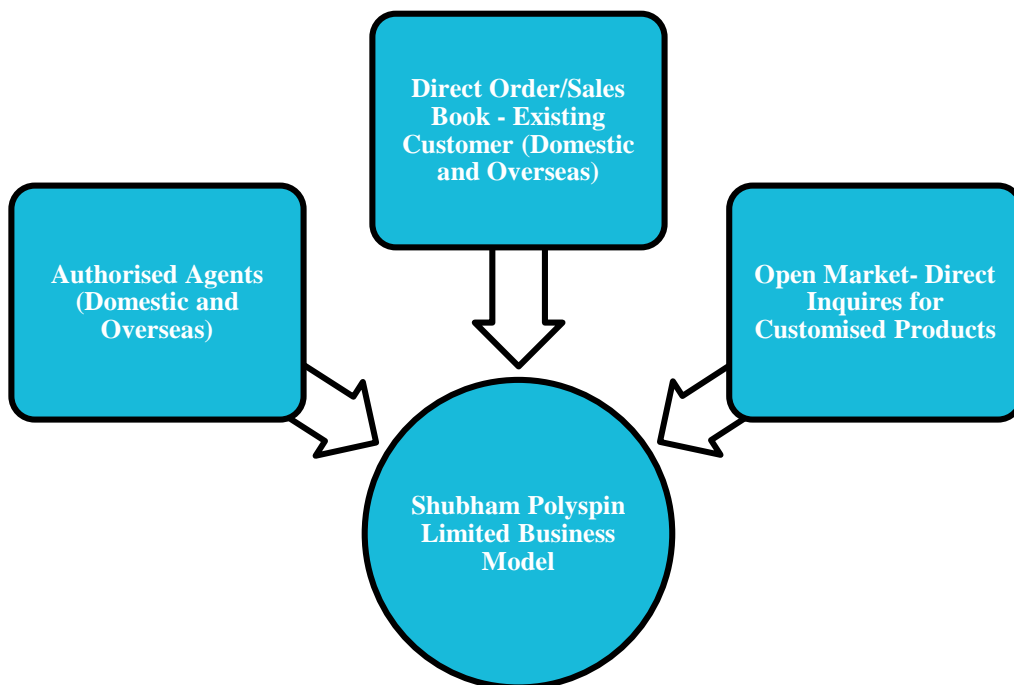 Direct Order/Sales
Book - Existing
Customer (Domestic
and Overseas)
Authorised Agents
(Domestic and
Overseas)
Open Market- Direct
Inquires for
Customised Products
Shubham Polyspin
Limited Business
Model